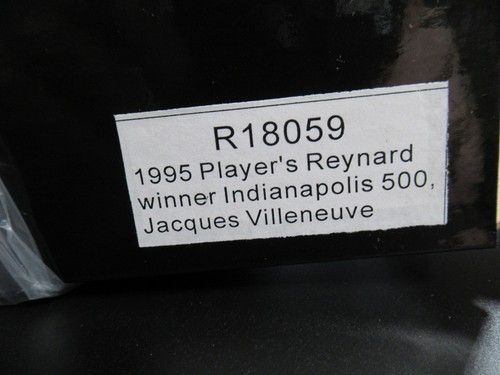 R18059
1995 Player's Reynard
winner Indianapolis 500,
Jacques Villeneuve